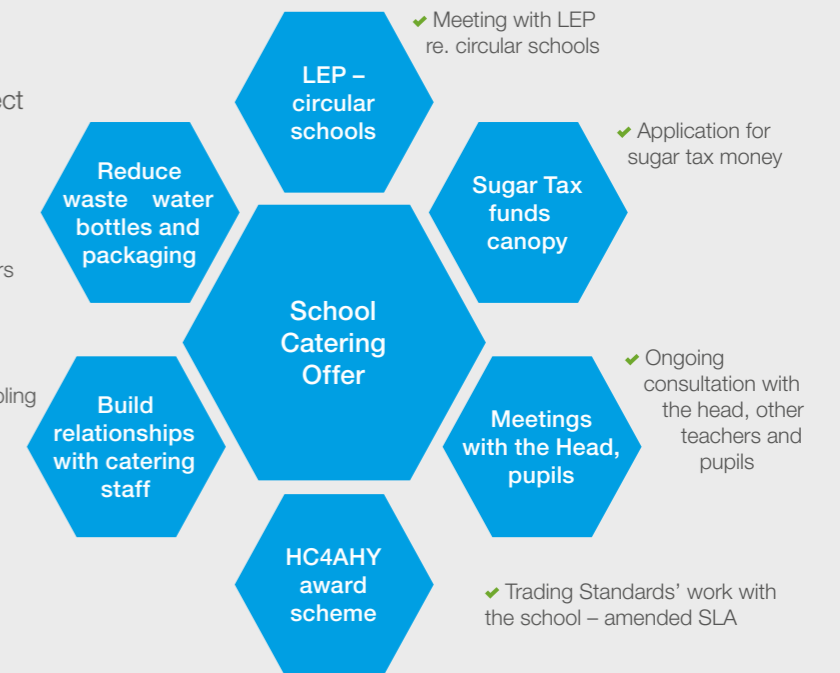 ✔ Meeting with LEP
re. circular schools
LEP –
circular
schools
✔ Application for
sugar tax money
Reduce
waste water
bottles and
packaging
Sugar Tax
funds
canopy
School
Catering
Offer
✔ Ongoing
consultation with
the head, other
teachers and
pupils
Build
relationships
with catering
staff
Meetings
with the Head,
pupils
HC4AHY
award
scheme
✔ Trading Standards’ work with
the school – amended SLA